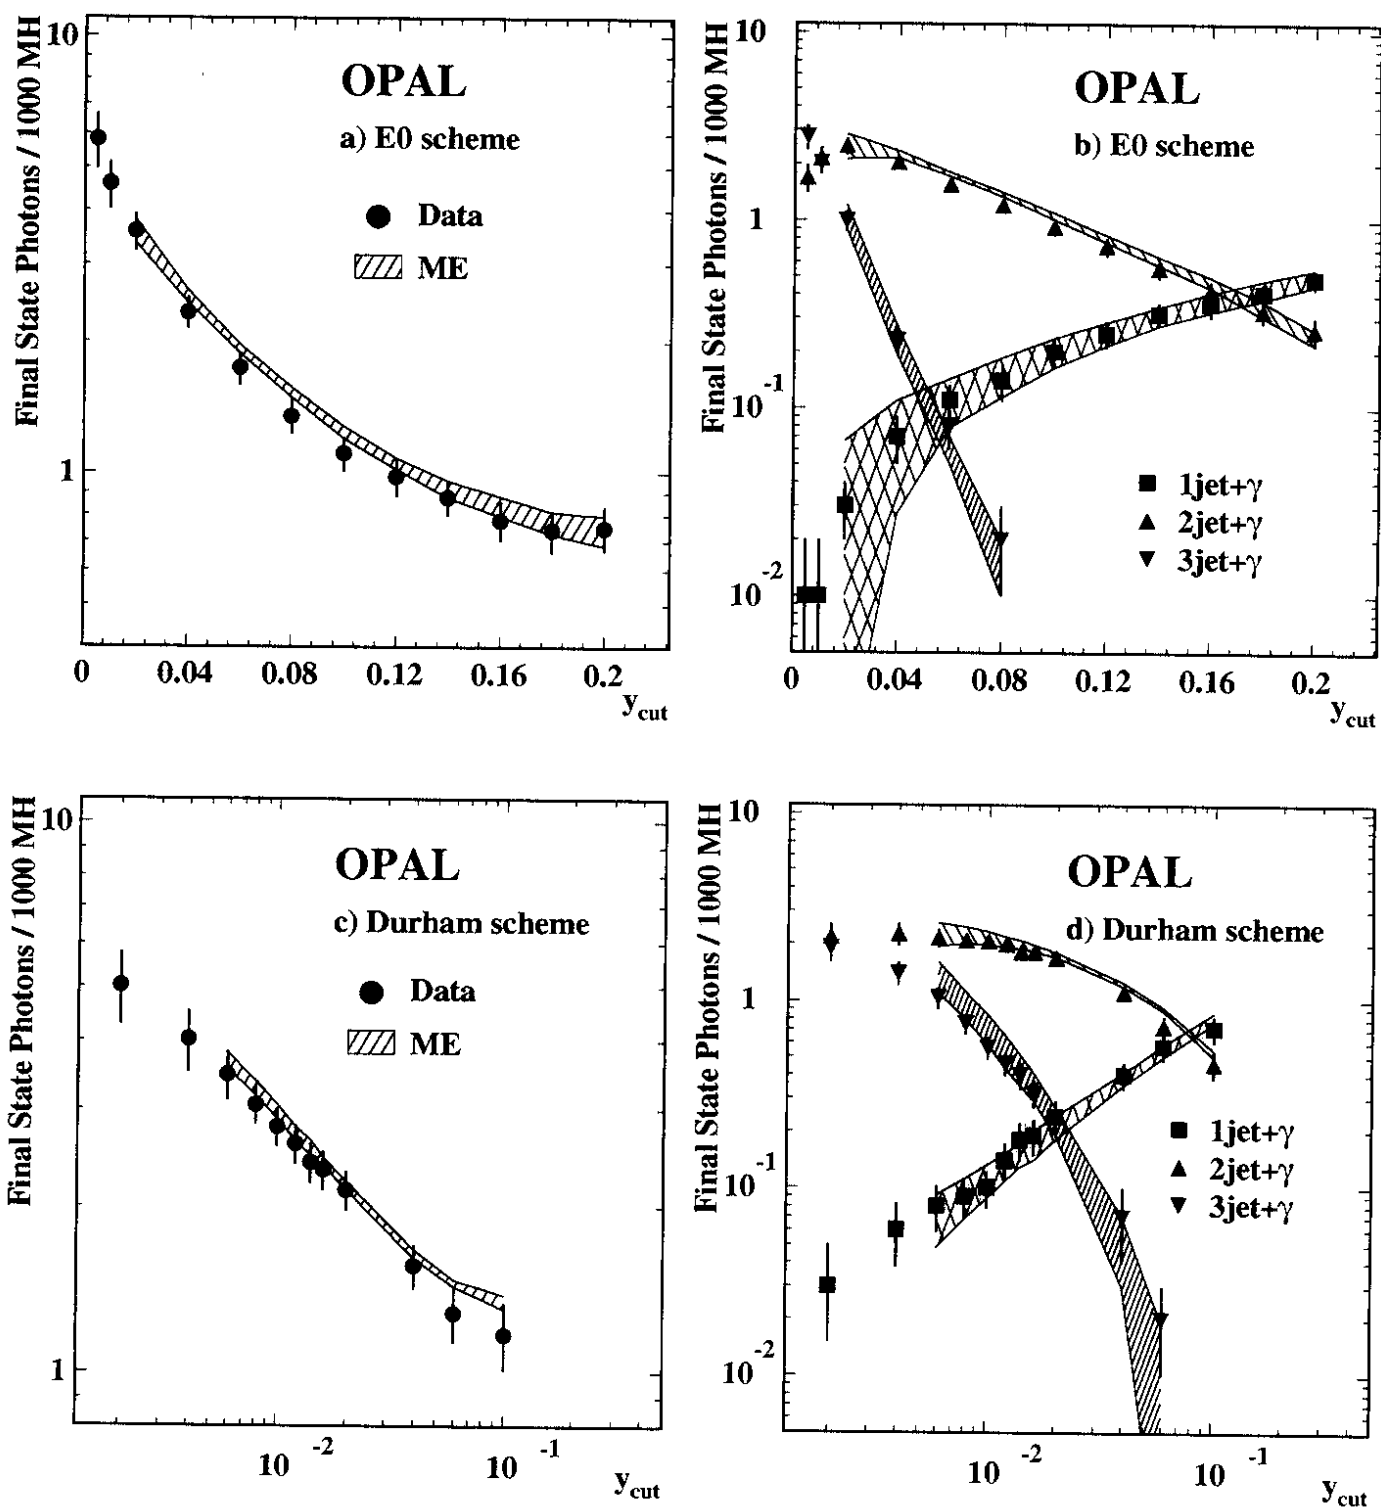 Final State Photons / 1000 MH
10
1
OPAL
a) E0 scheme
Data
ME
0 0.04 0.08 0.12 0.16 0.2
y_cut
Final State Photons / 1000 MH
10
1
10^-1
10^-2
OPAL
b) E0 scheme
1jet+γ
2jet+γ
3jet+γ
0 0.04 0.08 0.12 0.16 0.2
y_cut
Final State Photons / 1000 MH
10
1
OPAL
c) Durham scheme
Data
ME
10^-2 10^-1
y_cut
Final State Photons / 1000 MH
10
1
10^-1
10^-2
OPAL
d) Durham scheme
1jet+γ
2jet+γ
3jet+γ
10^-2 10^-1
y_cut